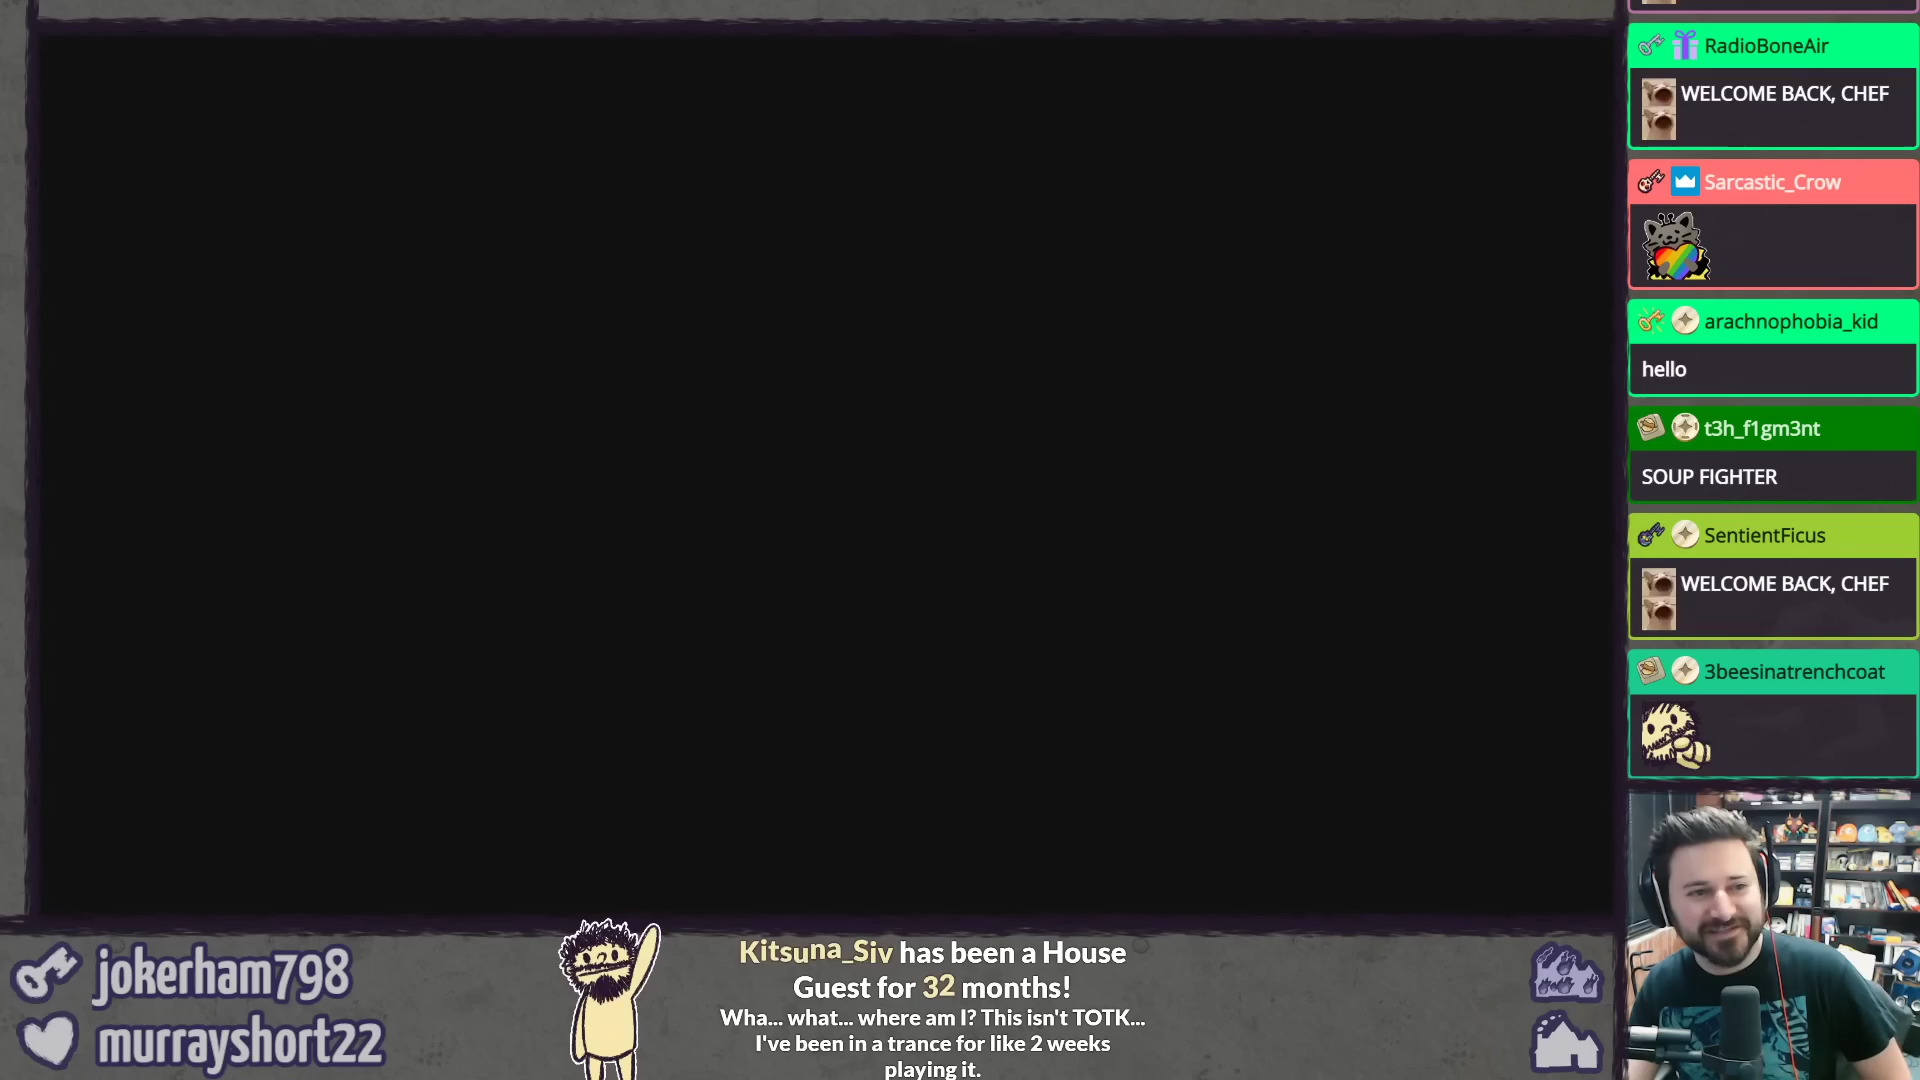 RadioBoneAir
WELCOME BACK, CHEF
Sarcastic_Crow
arachnophobia_kid
hello
t3h_f1gm3nt
SOUP FIGHTER
SentientFicus
WELCOME BACK, CHEF
3beesinatrenchcoat
jokerham798
murrayshort22
Kitsuna_Siv has been a House
Guest for 32 months!
Wha... what... where am I? This isn't TOTK...
I've been in a trance for like 2 weeks
playing it.